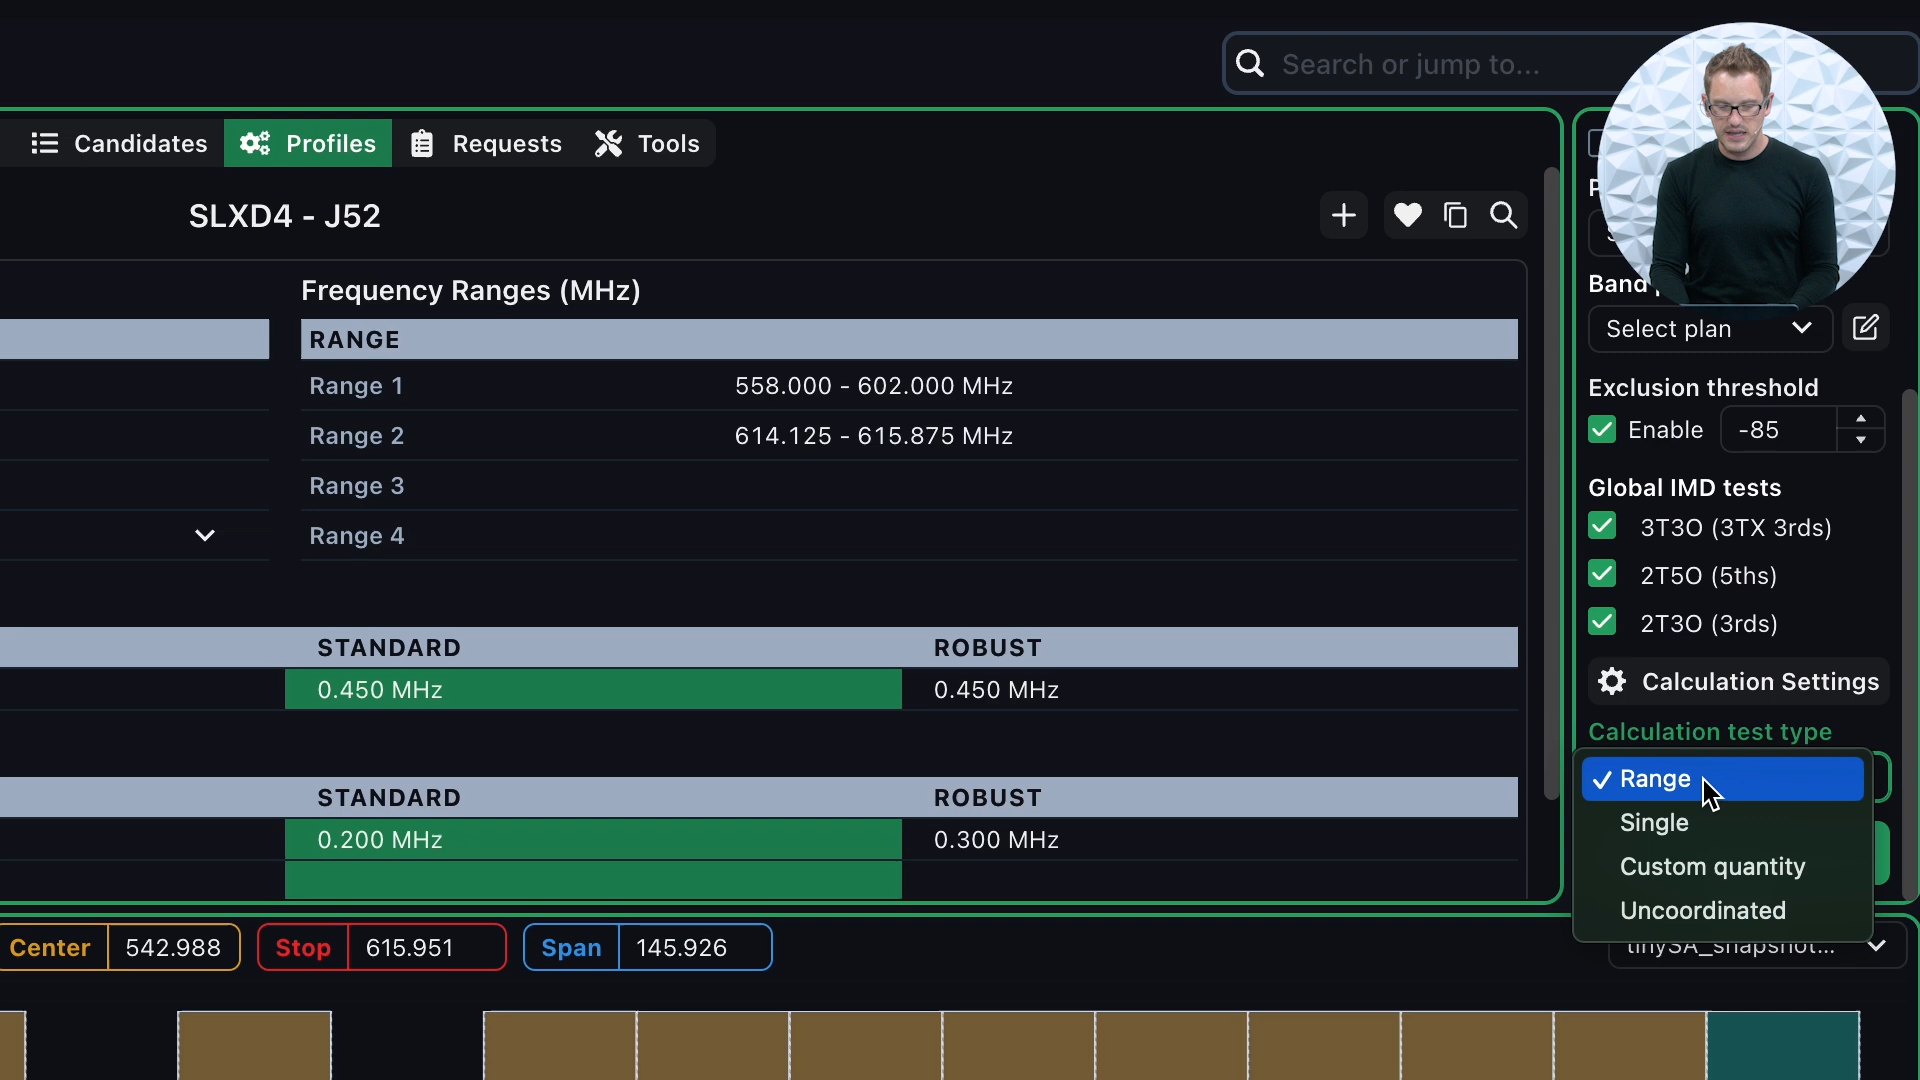 Search or jump to...
Candidates
Profiles
Requests
Tools
SLXD4 - J52
Frequency Ranges (MHz)
RANGE
Range 1 558.000 - 602.000 MHz
Range 2 614.125 - 615.875 MHz
Range 3
Range 4
STANDARD ROBUST
0.450 MHz 0.450 MHz
STANDARD ROBUST
0.200 MHz 0.300 MHz
Band
Select plan
Exclusion threshold
Enable -85
Global IMD tests
3T3O (3TX 3rds)
2T5O (5ths)
2T3O (3rds)
Calculation Settings
Calculation test type
Range
Single
Custom quantity
Uncoordinated
Center 542.988
Stop 615.951
Span 145.926
tinySA_snapshot...